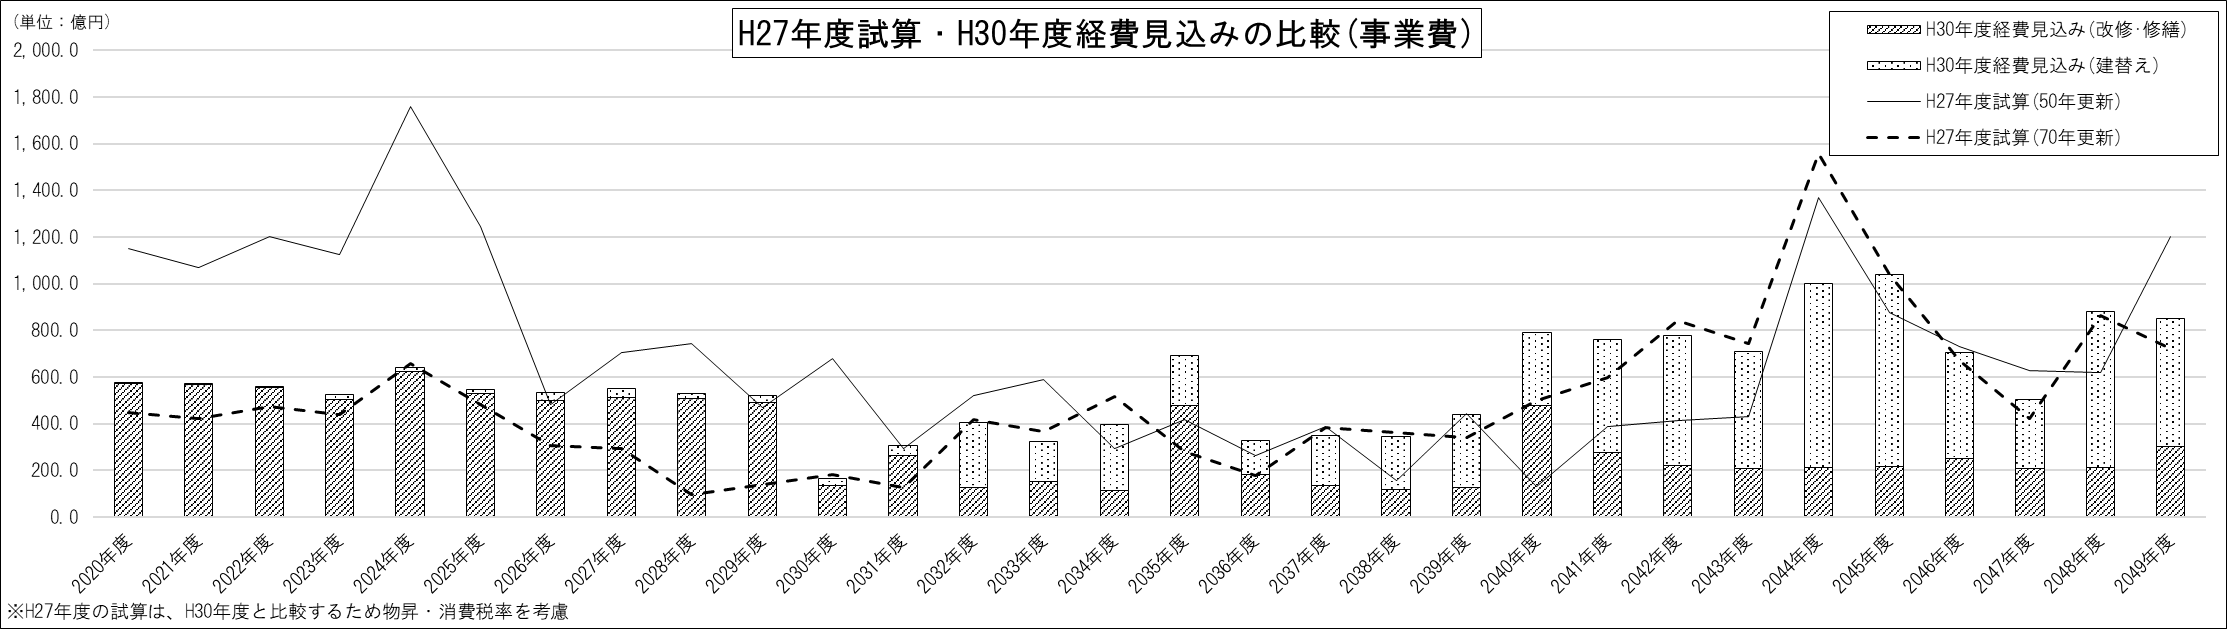 (単位：億円)
H27年度試算・H30年度経費見込みの比較(事業費)
H30年度経費見込み(改修･修繕)
H30年度経費見込み(建替え)
H27年度試算(50年更新)
H27年度試算(70年更新)
2,000.0
1,800.0
1,600.0
1,400.0
1,200.0
1,000.0
800.0
600.0
400.0
200.0
0.0
2020年度
2021年度
2022年度
2023年度
2024年度
2025年度
2026年度
2027年度
2028年度
2029年度
2030年度
2031年度
2032年度
2033年度
2034年度
2035年度
2036年度
2037年度
2038年度
2039年度
2040年度
2041年度
2042年度
2043年度
2044年度
2045年度
2046年度
2047年度
2048年度
2049年度
※H27年度の試算は、H30年度と比較するため物昇・消費税率を考慮